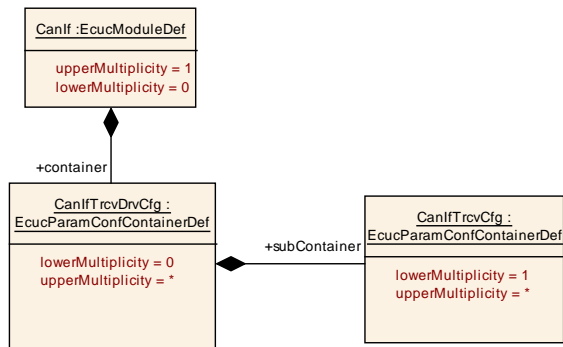 CanIf :EcucModuleDef
upperMultiplicity = 1
lowerMultiplicity = 0
+container
CanIfTrcvDrvCfg :
EcucParamConfContainerDef
lowerMultiplicity = 0
upperMultiplicity = *
+subContainer
CanIfTrcvCfg :
EcucParamConfContainerDef
lowerMultiplicity = 1
upperMultiplicity = *